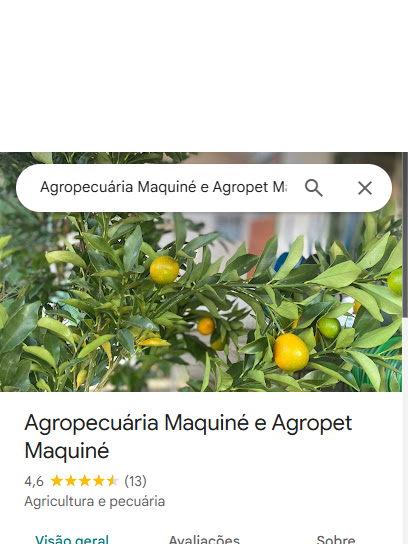 Agropecuária Maquiné e Agropet Ma
Agropecuária Maquiné e Agropet
Maquiné
4,6 (13)
Agricultura e pecuária
Visão geral Avaliações Sobre